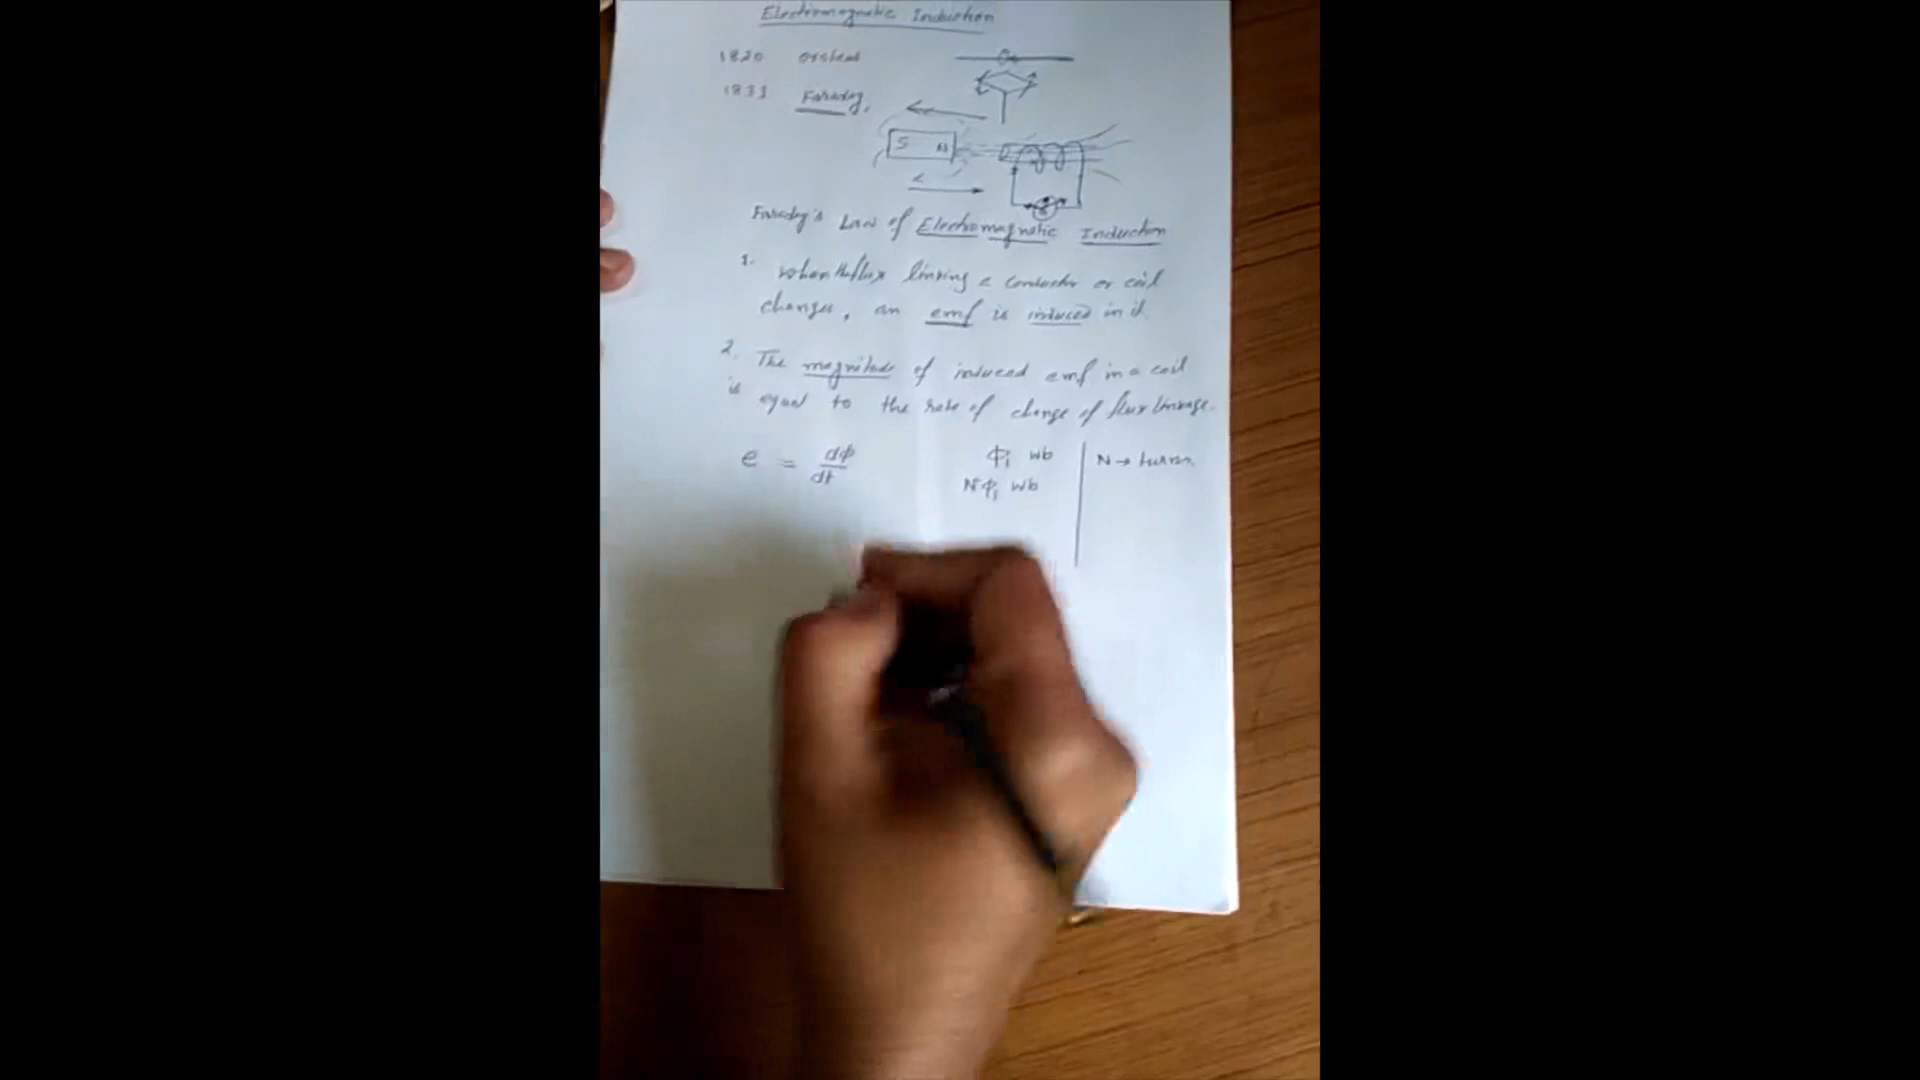 Electromagnetic Induction
1820 Orsted
1831 Faraday,
S N
Faraday's Law of Electromagnetic Induction
1. when the flux linking a conductor or coil
changes, an emf is induced in it.
2. The magnitude of induced emf in a coil
is equal to the rate of change of flux linkage.
e = dϕ/dt
ϕ₁ wb
Nϕ₁ wb
N → turns